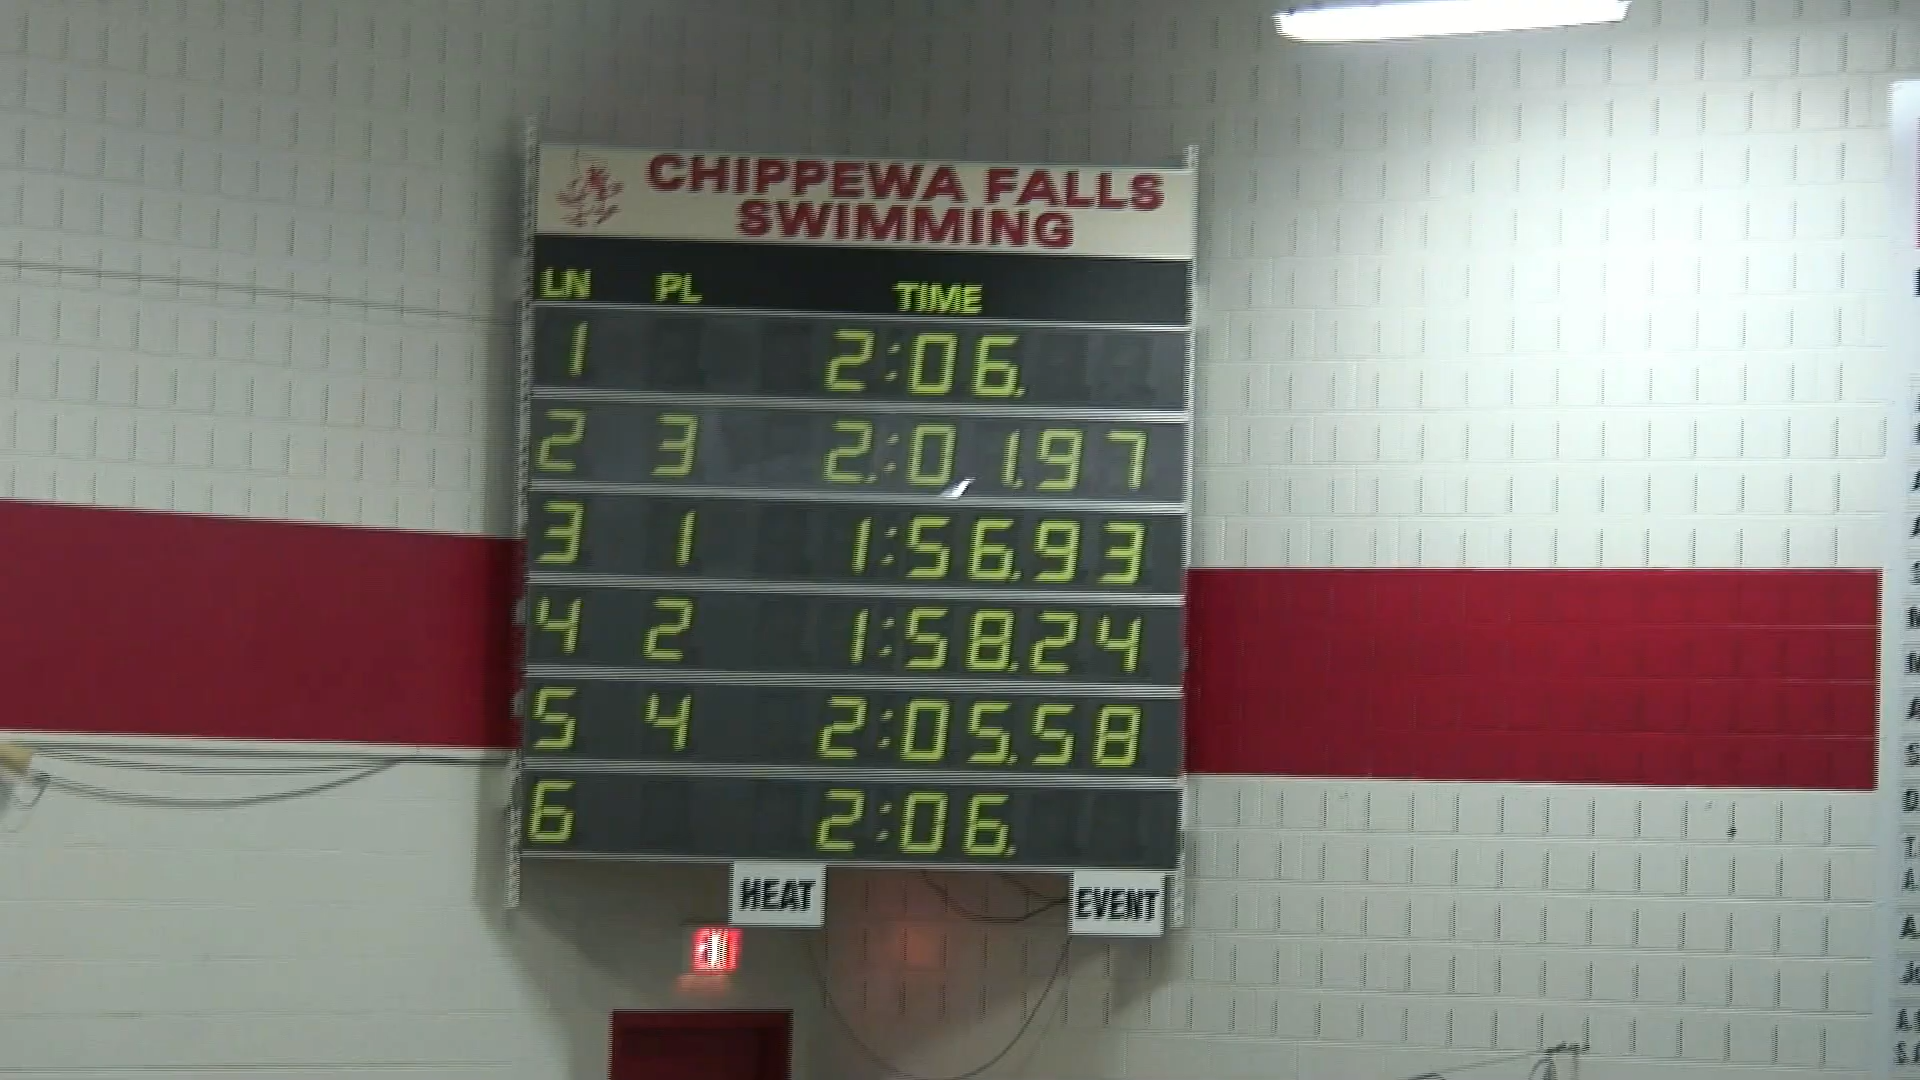 CHIPPEWA FALLS
SWIMMING
LN PL TIME
1 2:06.
2 3 2:01.97
3 1 1:56.93
4 2 1:58.24
5 4 2:05.58
6 2:06.
HEAT EVENT
EXIT